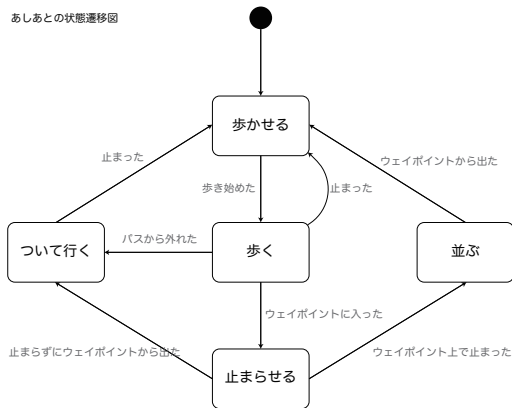 あしあとの状態遷移図
歩かせる
止まった
ウェイポイントから出た
歩き始めた
止まった
ついて行く
パスから外れた
歩く
並ぶ
ウェイポイントに入った
止まらずにウェイポイントから出た
ウェイポイント上で止まった
止まらせる